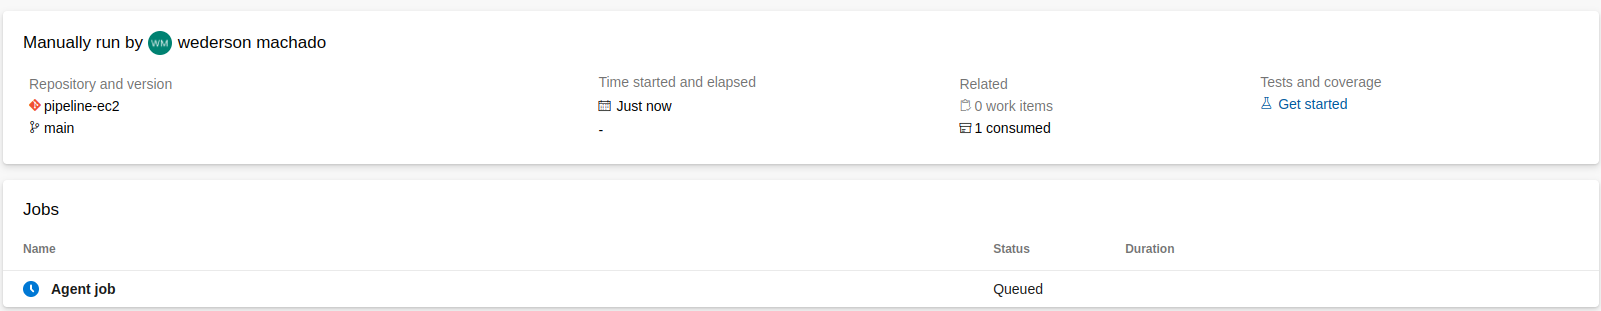 Manually run by WM wederson machado
Repository and version
pipeline-ec2
main
Time started and elapsed
Just now
-
Related
0 work items
1 consumed
Tests and coverage
Get started
Jobs
Name Status Duration
Agent job Queued